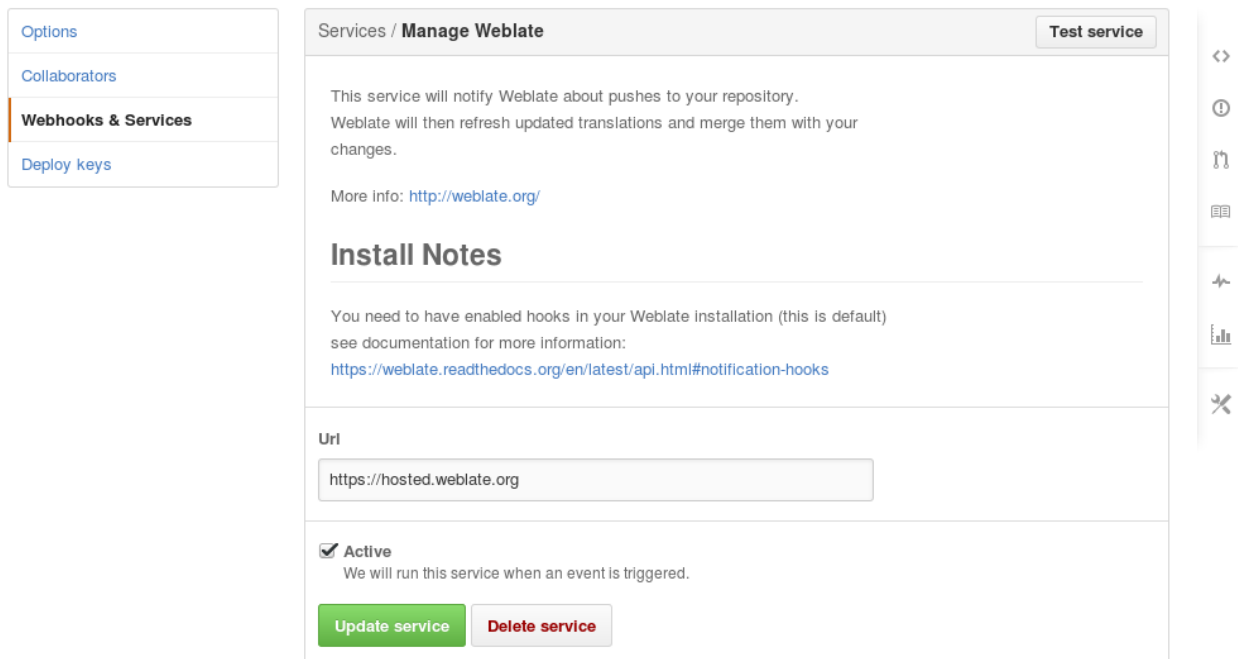 Options
Collaborators
Webhooks & Services
Deploy keys
Services / Manage Weblate
Test service
This service will notify Weblate about pushes to your repository.
Weblate will then refresh updated translations and merge them with your
changes.
More info: http://weblate.org/
Install Notes
You need to have enabled hooks in your Weblate installation (this is default)
see documentation for more information:
https://weblate.readthedocs.org/en/latest/api.html#notification-hooks
Url
https://hosted.weblate.org
Active
We will run this service when an event is triggered.
Update service
Delete service